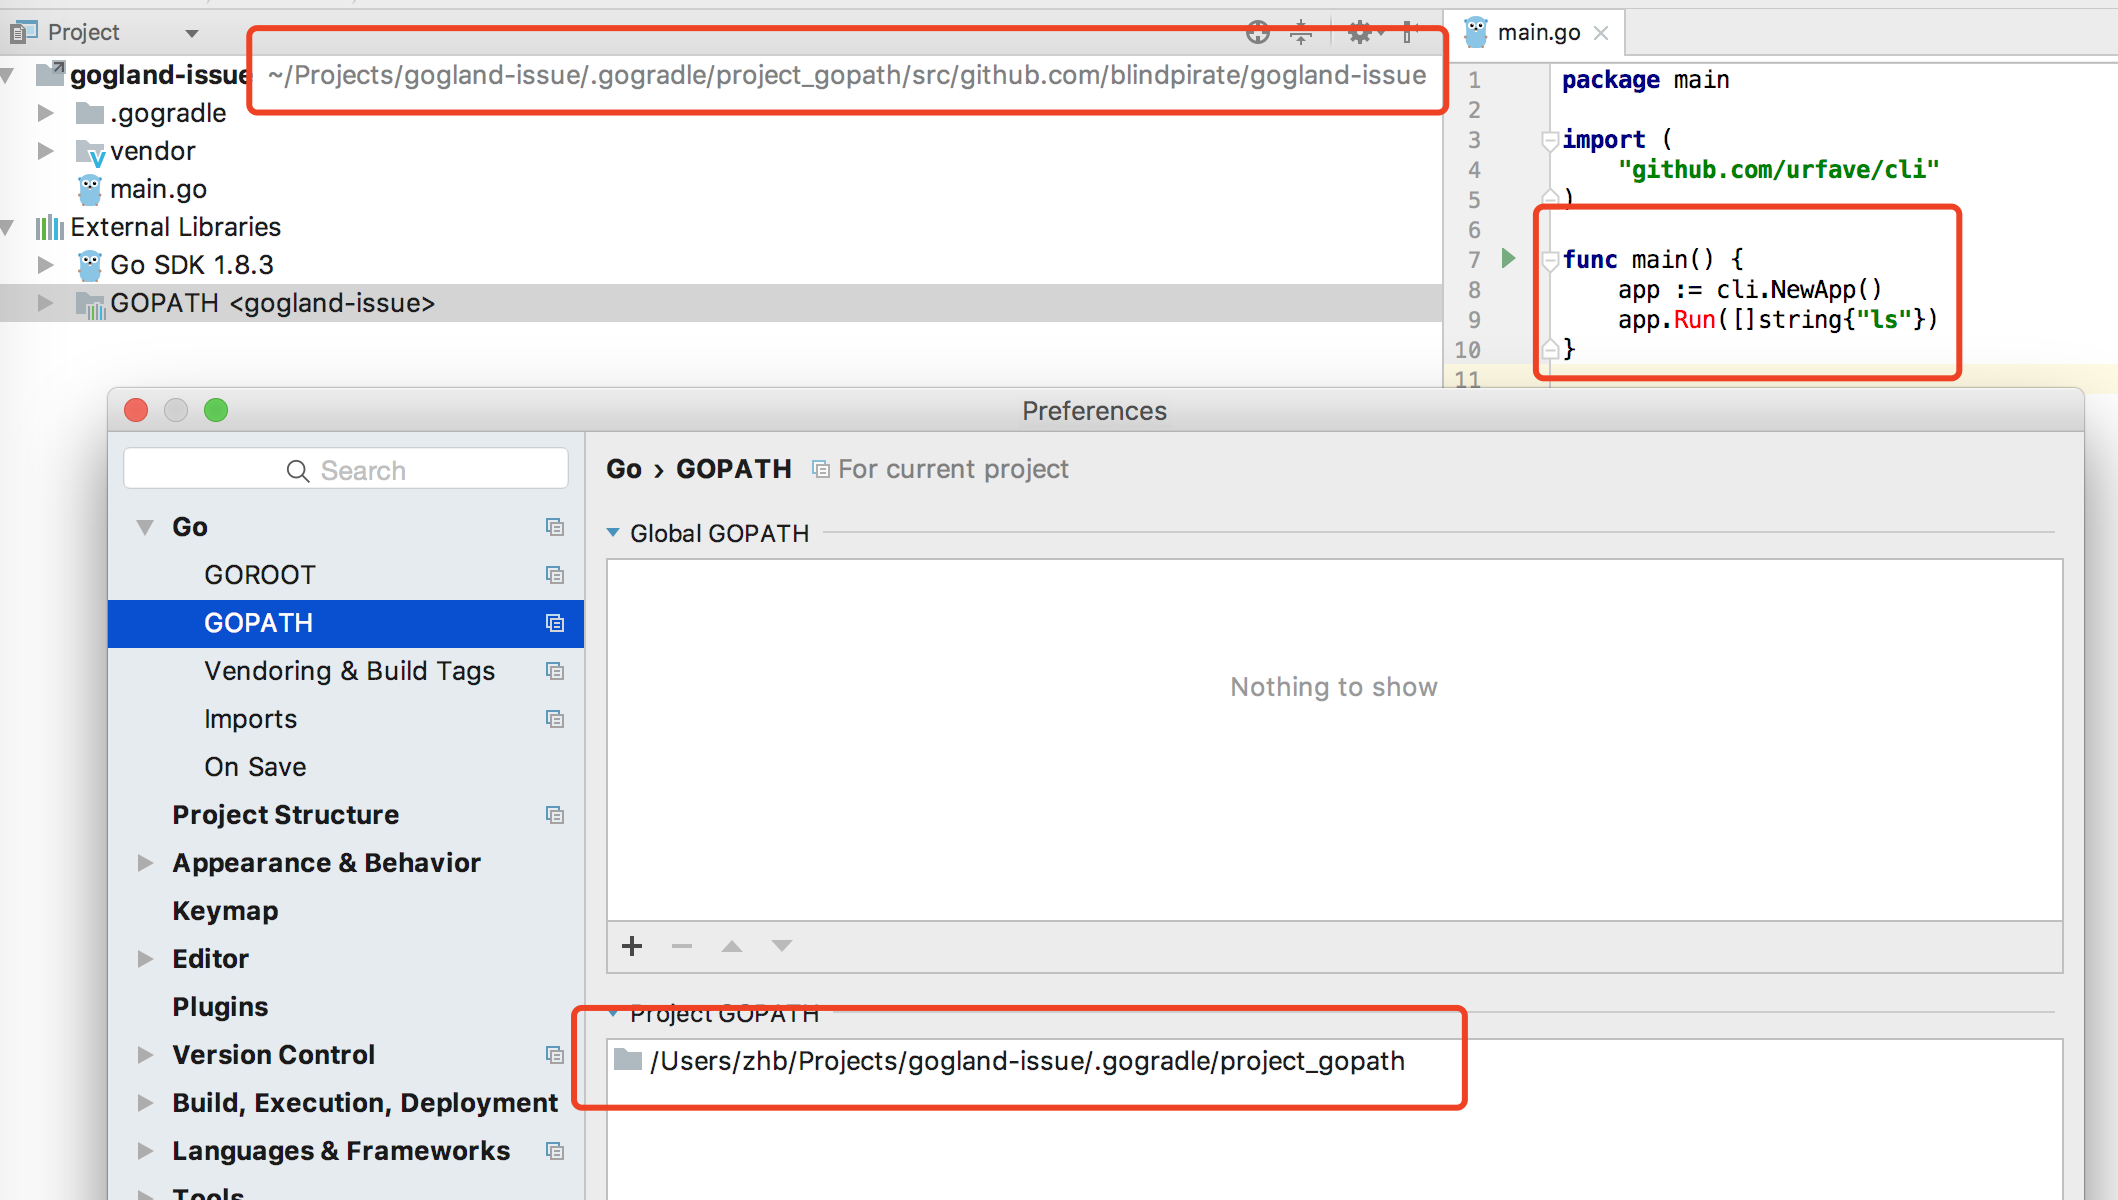 Project
gogland-issue ~/Projects/gogland-issue/.gogradle/project_gopath/src/github.com/blindpirate/gogland-issue
.gogradle
vendor
main.go
External Libraries
Go SDK 1.8.3
GOPATH <gogland-issue>
main.go
1 package main
2
3 import (
4 "github.com/urfave/cli"
5 )
6
7 func main() {
8 app := cli.NewApp()
9 app.Run([]string{"ls"})
10 }
11
Preferences
Search
Go
GOROOT
GOPATH
Vendoring & Build Tags
Imports
On Save
Project Structure
Appearance & Behavior
Keymap
Editor
Plugins
Version Control
Build, Execution, Deployment
Languages & Frameworks
Tools
Go › GOPATH For current project
Global GOPATH
Nothing to show
Project GOPATH
/Users/zhb/Projects/gogland-issue/.gogradle/project_gopath